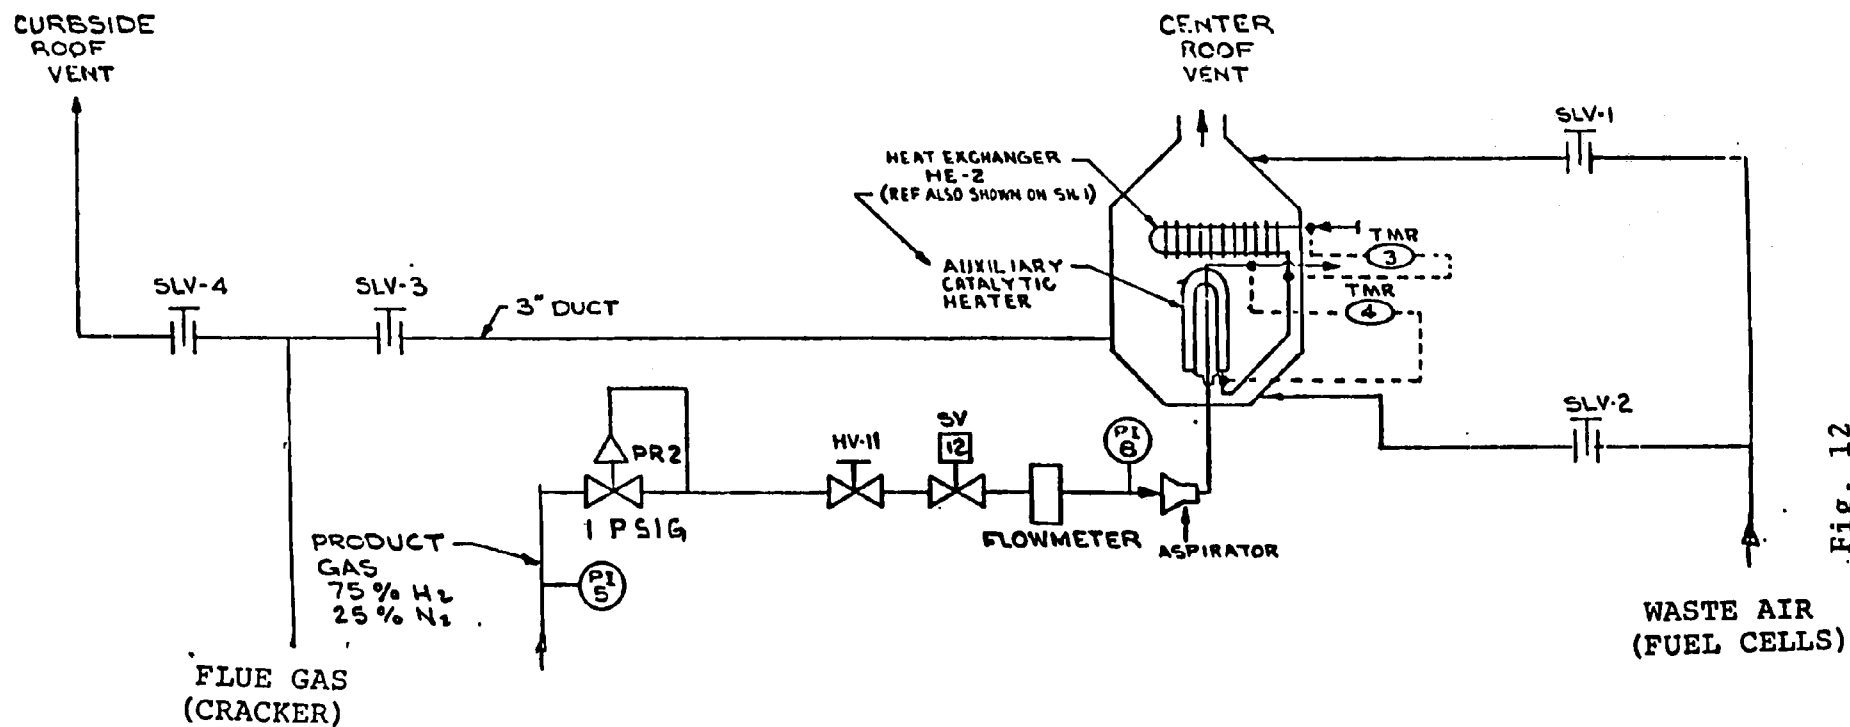 CURBSIDE
ROOF
VENT
CENTER
ROOF
VENT
SLV-1
HEAT EXCHANGER
HE-2
(REF ALSO SHOWN ON SH.1)
TMR
3
SLV-4
SLV-3
3" DUCT
AUXILIARY
CATALYTIC
HEATER
TMR
4
SLV-2
PR2
1 PSIG
HV-11
SV
12
FLOWMETER
PI
8
ASPIRATOR
PRODUCT
GAS
75% H2
25% N2
PI
5
FLUE GAS
(CRACKER)
WASTE AIR
(FUEL CELLS)
Fig. 12